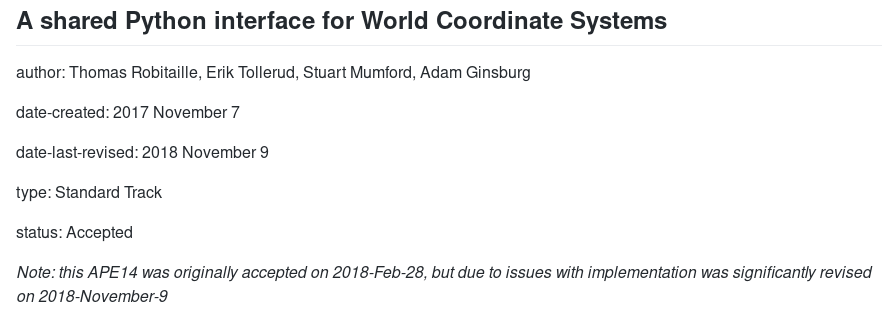 A shared Python interface for World Coordinate Systems
author: Thomas Robitaille, Erik Tollerud, Stuart Mumford, Adam Ginsburg
date-created: 2017 November 7
date-last-revised: 2018 November 9
type: Standard Track
status: Accepted
Note: this APE14 was originally accepted on 2018-Feb-28, but due to issues with implementation was significantly revised
on 2018-November-9